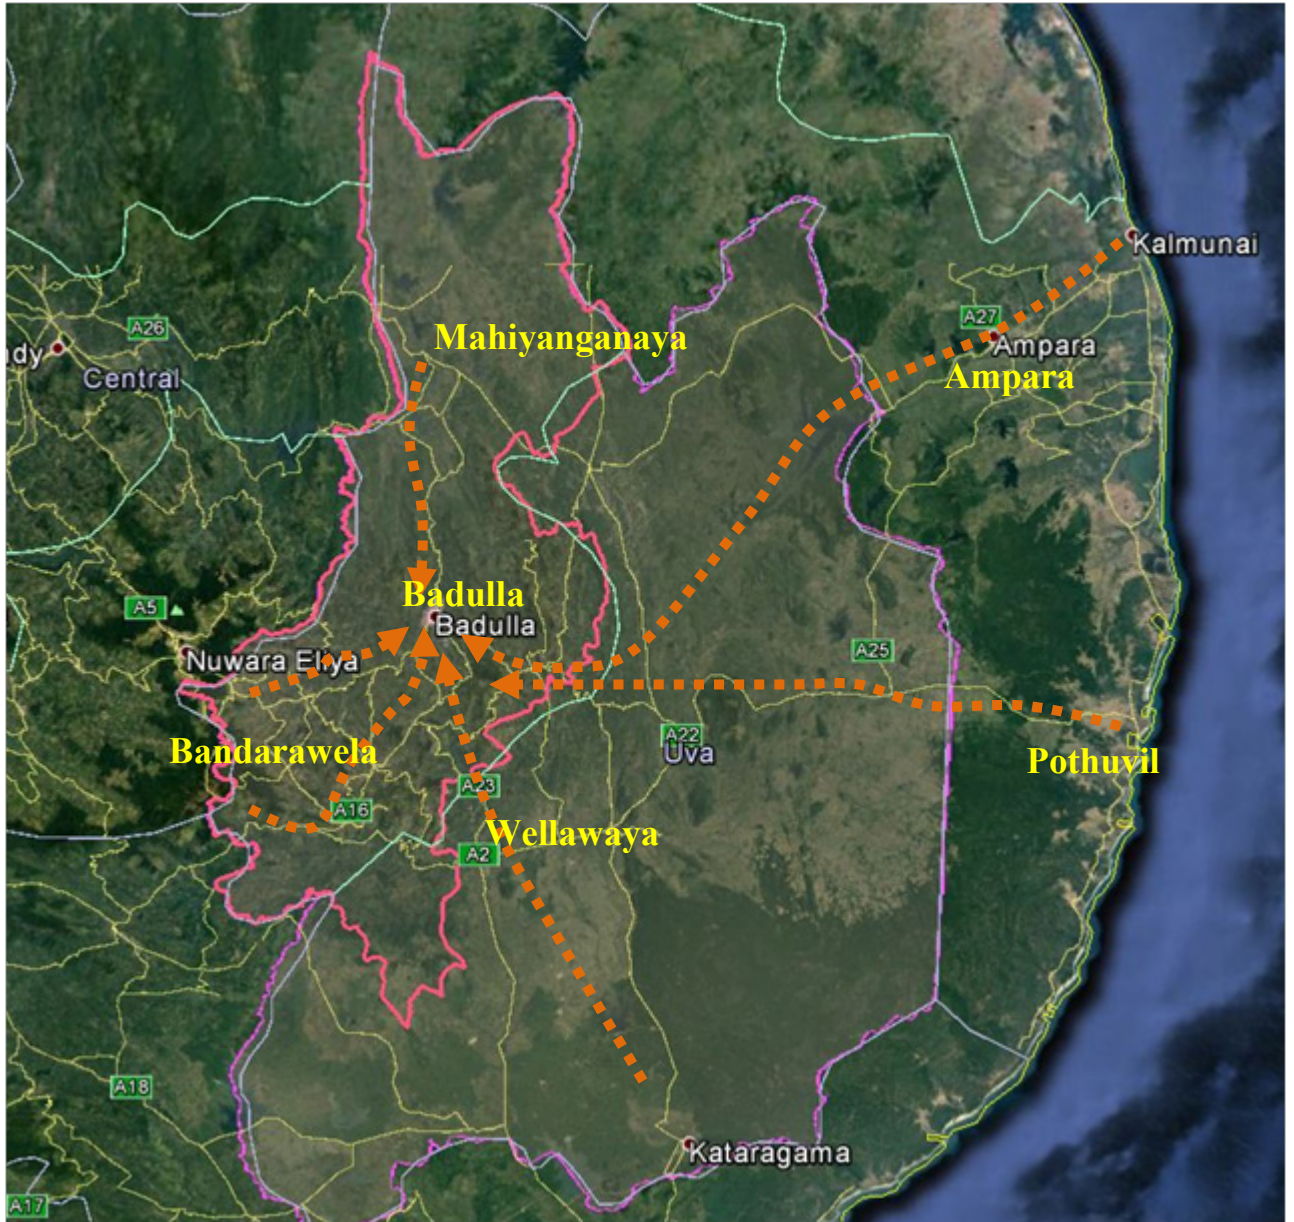 Kalmunai
A27
A26
Mahiyanganaya
Ampara
dy
Central
Ampara
Badulla
A5
Badulla
Nuwara Eliya
A25
A22
Uva
Bandarawela
Pothuvil
A23
A16
Wellawaya
A2
A18
Kataragama
A17